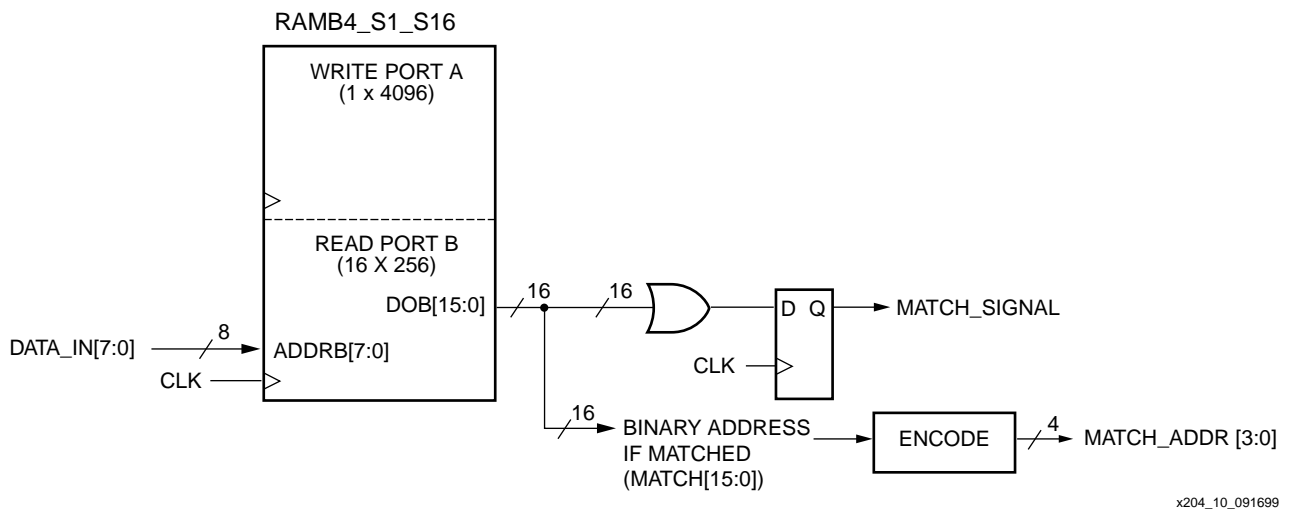 RAMB4_S1_S16
WRITE PORT A
(1 x 4096)
READ PORT B
(16 X 256)
DOB[15:0]
16
16
D Q
MATCH_SIGNAL
DATA_IN[7:0]
8
ADDRB[7:0]
CLK
CLK
16
BINARY ADDRESS
IF MATCHED
(MATCH[15:0])
ENCODE
4
MATCH_ADDR [3:0]
x204_10_091699